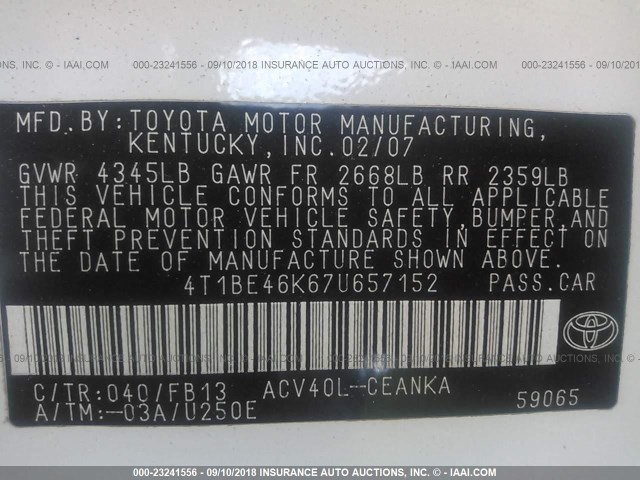 000-23241556 - 09/10/2018 INSURANCE AUTO AUCTIONS, INC. - IAAI.COM
MFD.BY:TOYOTA MOTOR MANUFACTURING,
KENTUCKY,INC.02/07
GVWR 4345LB GAWR FR 2668LB RR 2359LB
THIS VEHICLE CONFORMS TO ALL APPLICABLE
FEDERAL MOTOR VEHICLE SAFETY,BUMPER,AND
THEFT PREVENTION STANDARDS IN EFFECT ON
THE DATE OF MANUFACTURE SHOWN ABOVE.
4T1BE46K67U657152 PASS.CAR
C/TR:040/FB13 ACV40L-CEANKA
A/TM:-03A/U250E 59065
000-23241556 - 09/10/2018 INSURANCE AUTO AUCTIONS, INC. - IAAI.COM